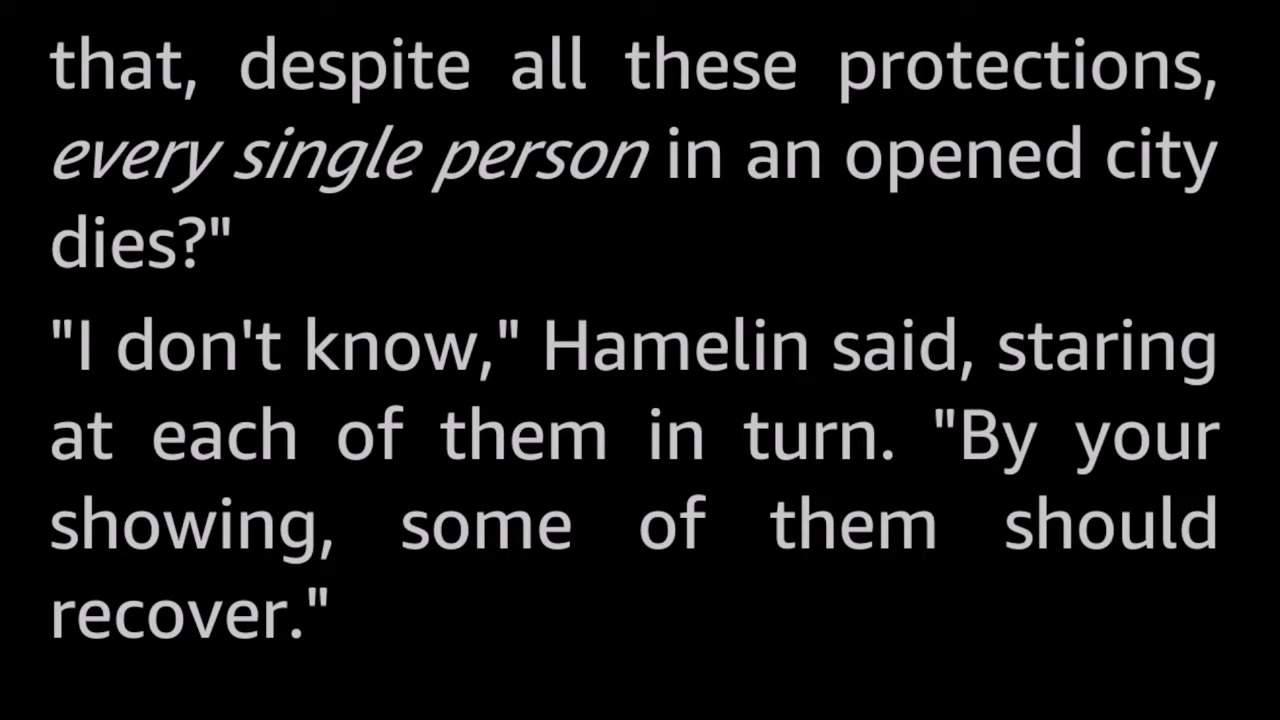 that, despite all these protections,
every single person in an opened city
dies?"
"I don't know," Hamelin said, staring
at each of them in turn. "By your
showing, some of them should
recover."